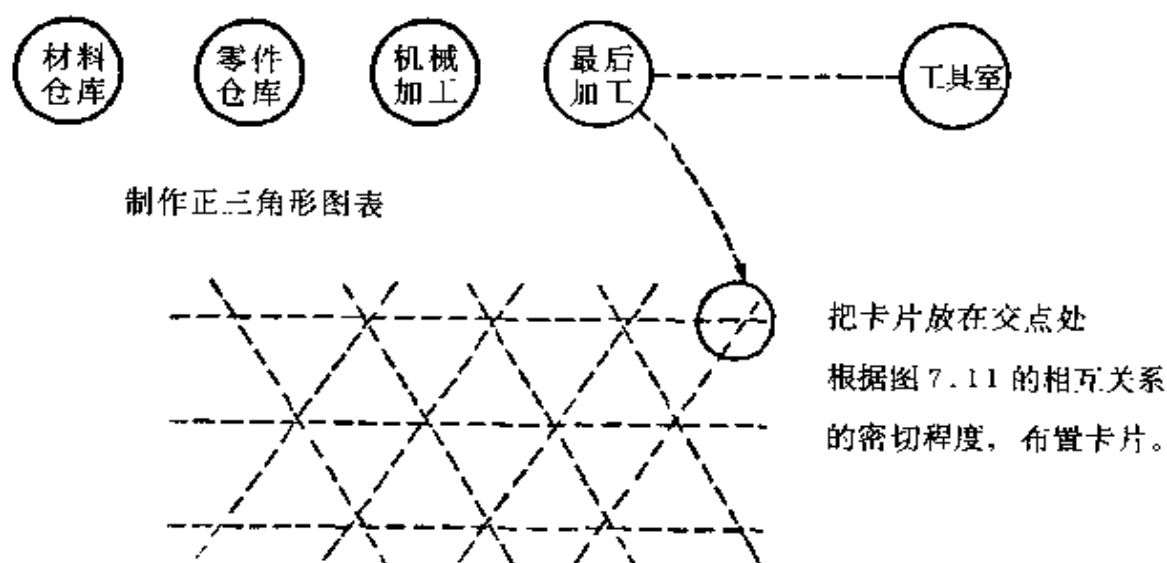 材料
仓库
零件
仓库
机械
加工
最后
加工
工具室
制作正三角形图表
把卡片放在交点处
根据图7.11的相互关系
的密切程度，布置卡片。